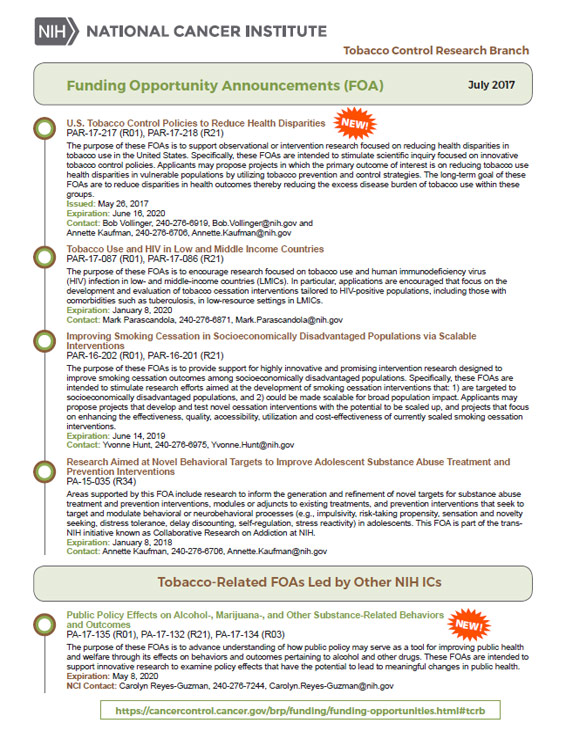 NIH NATIONAL CANCER INSTITUTE
Tobacco Control Research Branch
Funding Opportunity Announcements (FOA)
July 2017
U.S. Tobacco Control Policies to Reduce Health Disparities
NEW!
PAR-17-217 (R01), PAR-17-218 (R21)
The purpose of these FOAs is to support observational or intervention research focused on reducing health disparities in
tobacco use in the United States. Specifically, these FOAs are intended to stimulate scientific inquiry focused on innovative
tobacco control policies. Applicants may propose projects in which the primary outcome of interest is on reducing tobacco use
health disparities in vulnerable populations by utilizing tobacco prevention and control strategies. The long-term goal of these
FOAs are to reduce disparities in health outcomes thereby reducing the excess disease burden of tobacco use within these
groups.
Issued: May 26, 2017
Expiration: June 16, 2020
Contact: Bob Vollinger, 240-276-6919, Bob.Vollinger@nih.gov and
Annette Kaufman, 240-276-6706, Annette.Kaufman@nih.gov
Tobacco Use and HIV in Low and Middle Income Countries
PAR-17-087 (R01), PAR-17-086 (R21)
The purpose of these FOAs is to encourage research focused on tobacco use and human immunodeficiency virus
(HIV) infection in low- and middle-income countries (LMICs). In particular, applications are encouraged that focus on the
development and evaluation of tobacco cessation interventions tailored to HIV-positive populations, including those with
comorbidities such as tuberculosis, in low-resource settings in LMICs.
Expiration: January 8, 2020
Contact: Mark Parascandola, 240-276-6871, Mark.Parascandola@nih.gov
Improving Smoking Cessation in Socioeconomically Disadvantaged Populations via Scalable
Interventions
PAR-16-202 (R01), PAR-16-201 (R21)
The purpose of these FOAs is to provide support for highly innovative and promising intervention research designed to
improve smoking cessation outcomes among socioeconomically disadvantaged populations. Specifically, these FOAs are
intended to stimulate research efforts aimed at the development of smoking cessation interventions that: 1) are targeted to
socioeconomically disadvantaged populations, and 2) could be made scalable for broad population impact. Applicants may
propose projects that develop and test novel cessation interventions with the potential to be scaled up, and projects that focus
on enhancing the effectiveness, quality, accessibility, utilization and cost-effectiveness of currently scaled smoking cessation
interventions.
Expiration: June 14, 2019
Contact: Yvonne Hunt, 240-276-6975, Yvonne.Hunt@nih.gov
Research Aimed at Novel Behavioral Targets to Improve Adolescent Substance Abuse Treatment and
Prevention Interventions
PA-15-035 (R34)
Areas supported by this FOA include research to inform the generation and refinement of novel targets for substance abuse
treatment and prevention interventions, modules or adjuncts to existing treatments, and prevention interventions that seek to
target and modulate behavioral or neurobehavioral processes (e.g., impulsivity, risk-taking propensity, sensation and novelty
seeking, distress tolerance, delay discounting, self-regulation, stress reactivity) in adolescents. This FOA is part of the trans-
NIH initiative known as Collaborative Research on Addiction at NIH.
Expiration: January 8, 2018
Contact: Annette Kaufman, 240-276-6706, Annette.Kaufman@nih.gov
Tobacco-Related FOAs Led by Other NIH ICs
Public Policy Effects on Alcohol-, Marijuana-, and Other Substance-Related Behaviors
and Outcomes
NEW!
PA-17-135 (R01), PA-17-132 (R21), PA-17-134 (R03)
The purpose of these FOAs is to advance understanding of how public policy may serve as a tool for improving public health
and welfare through its effects on behaviors and outcomes pertaining to alcohol and other drugs. These FOAs are intended to
support innovative research to examine policy effects that have the potential to lead to meaningful changes in public health.
Expiration: May 8, 2020
NCI Contact: Carolyn Reyes-Guzman, 240-276-7244, Carolyn.Reyes-Guzman@nih.gov
https://cancercontrol.cancer.gov/brp/funding/funding-opportunities.html#tcrb